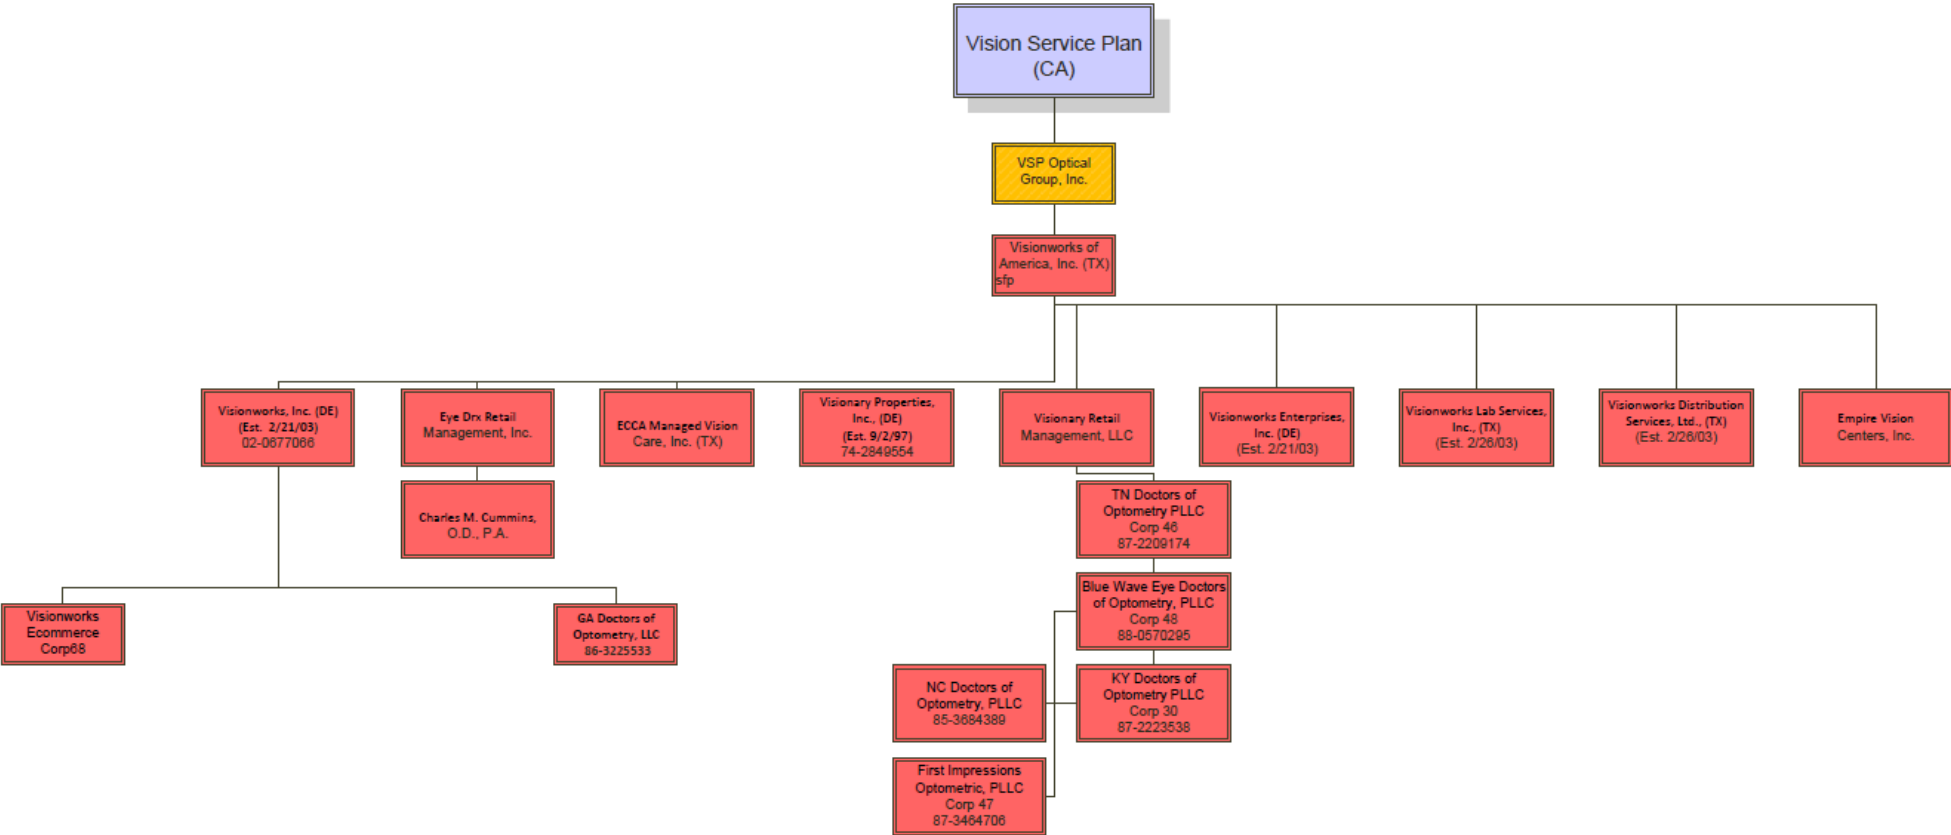 Vision Service Plan
(CA)
VSP Optical
Group, Inc.
Visionworks of
America, Inc. (TX)
sfp
Visionworks, Inc. (DE)
(Est. 2/21/03)
02-0677066
Eye Drx Retail
Management, Inc.
ECCA Managed Vision
Care, Inc. (TX)
Visionary Properties,
Inc., (DE)
(Est. 9/2/97)
74-2849554
Visionary Retail
Management, LLC
Visionworks Enterprises,
Inc. (DE)
(Est. 2/21/03)
Visionworks Lab Services,
Inc., (TX)
(Est. 2/26/03)
Visionworks Distribution
Services, Ltd., (TX)
(Est. 2/26/03)
Empire Vision
Centers, Inc.
Charles M. Cummins,
O.D., P.A.
TN Doctors of
Optometry PLLC
Corp 46
87-2209174
Blue Wave Eye Doctors
of Optometry, PLLC
Corp 48
88-0570295
Visionworks
Ecommerce
Corp68
GA Doctors of
Optometry, LLC
86-3225533
NC Doctors of
Optometry, PLLC
85-3684389
KY Doctors of
Optometry PLLC
Corp 30
87-2223538
First Impressions
Optometric, PLLC
Corp 47
87-3464706